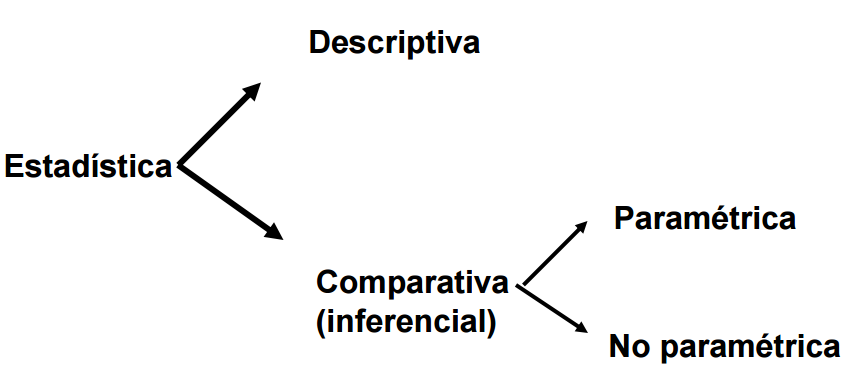 Descriptiva
Estadística
Comparativa
(inferencial)
Paramétrica
No paramétrica